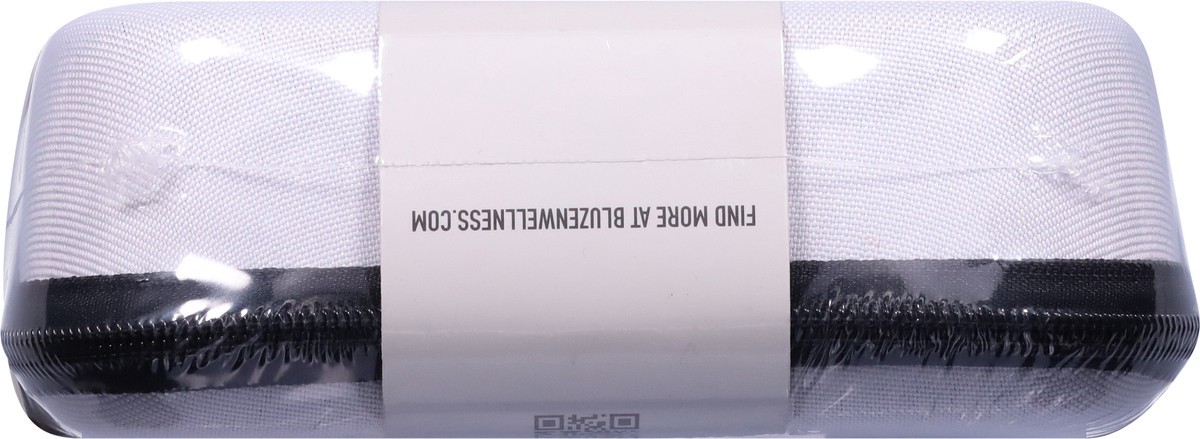 FIND MORE AT BLUZENWELLNESS.COM